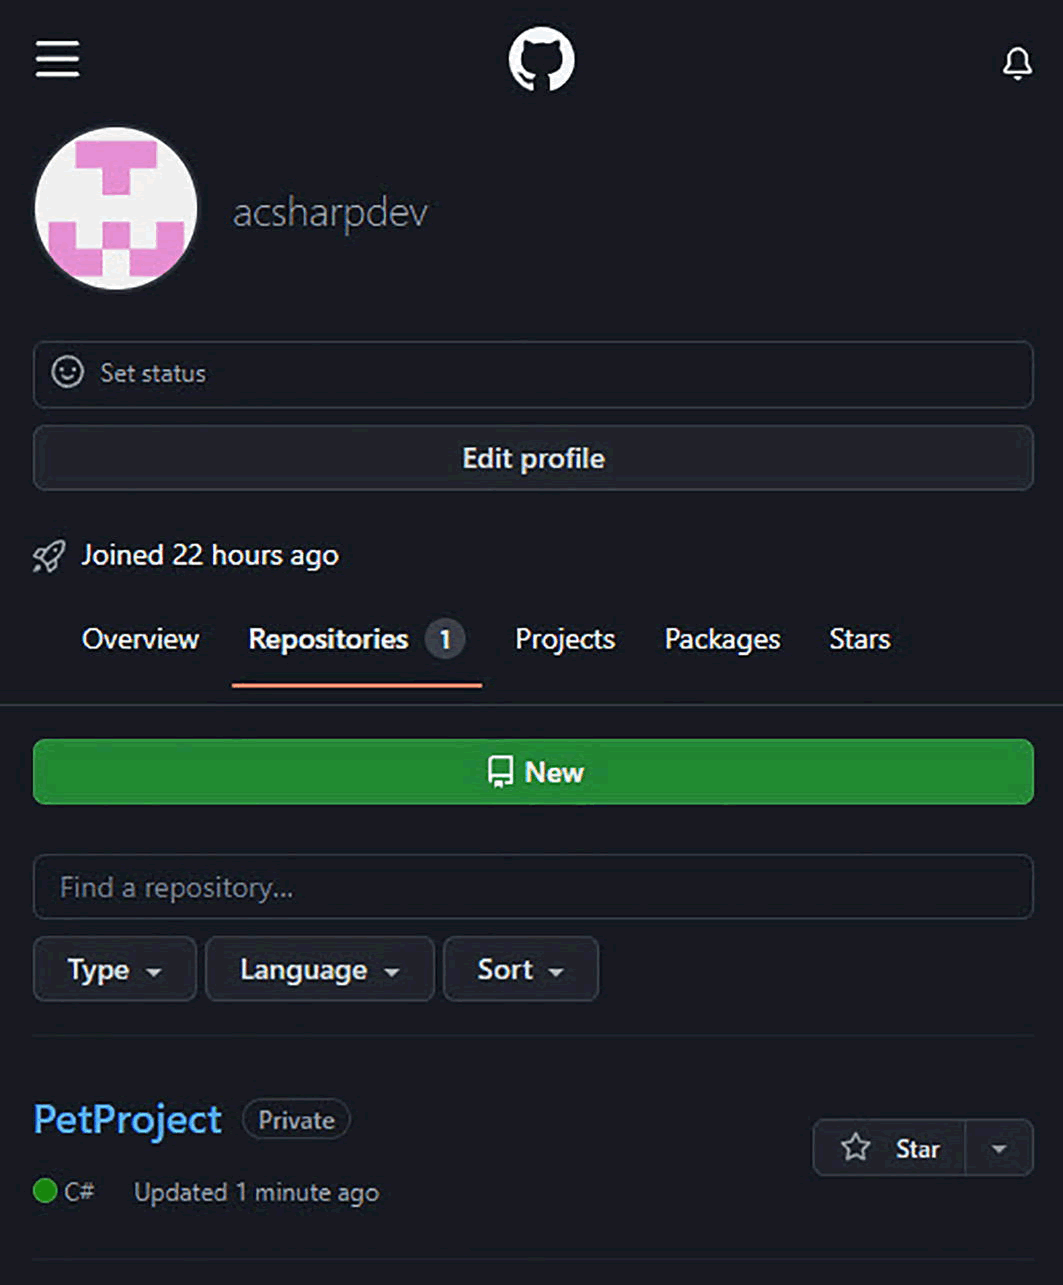 acsharpdev
Set status
Edit profile
Joined 22 hours ago
Overview Repositories 1 Projects Packages Stars
New
Find a repository...
Type Language Sort
PetProject Private
Star
C# Updated 1 minute ago